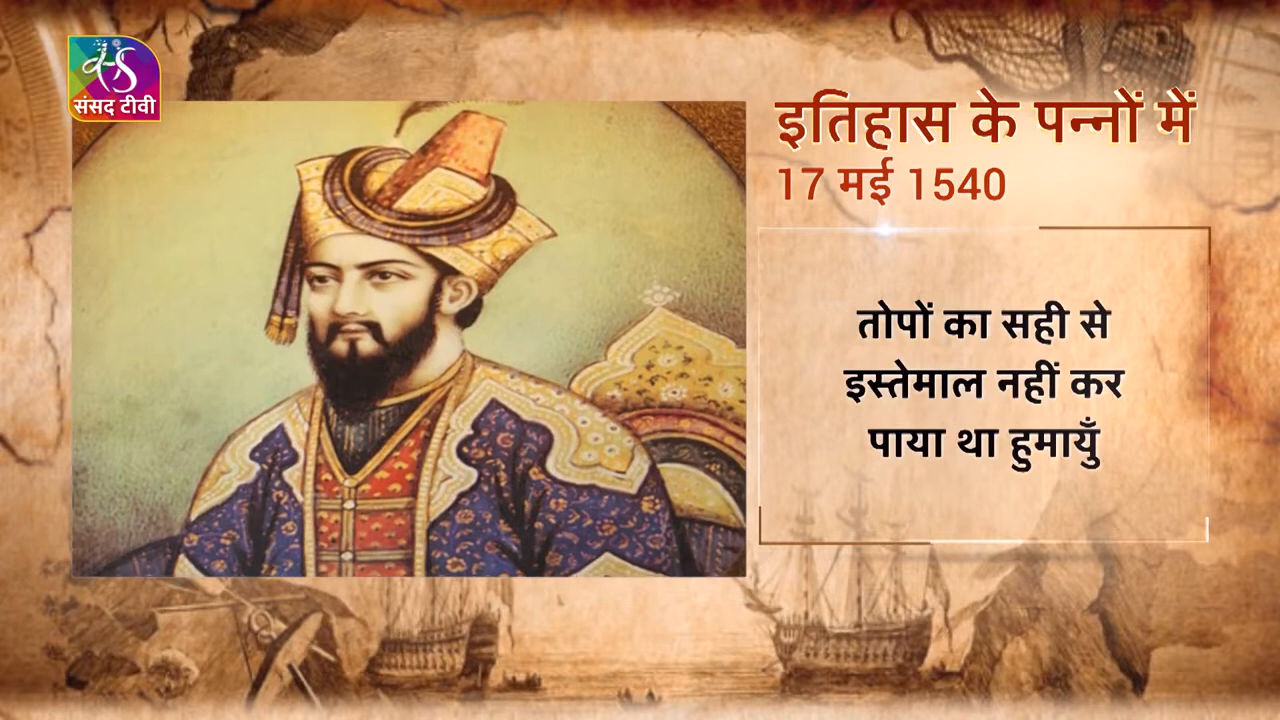 संसद टीवी
इतिहास के पन्नों में
17 मई 1540
तोपों का सही से
इस्तेमाल नहीं कर
पाया था हुमायुँ